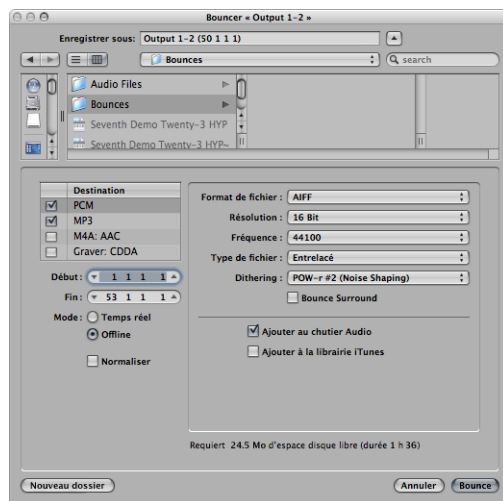 Bouncer « Output 1-2 »
Enregistrer sous: Output 1-2 (50 1 1 1)
Bounces
search
Audio Files
Bounces
Seventh Demo Twenty-3 HYP
Seventh Demo Twenty-3 HYP~
Destination
PCM
MP3
M4A: AAC
Graver: CDDA
Début: 1 1 1 1
Fin: 53 1 1 1
Mode: Temps réel
Offline
Normaliser
Format de fichier : AIFF
Résolution : 16 Bit
Fréquence : 44100
Type de fichier : Entrelacé
Dithering : POW-r #2 (Noise Shaping)
Bounce Surround
Ajouter au chutier Audio
Ajouter à la librairie iTunes
Requiert 24.5 Mo d'espace disque libre (durée 1 h 36)
Nouveau dossier
Annuler
Bounce